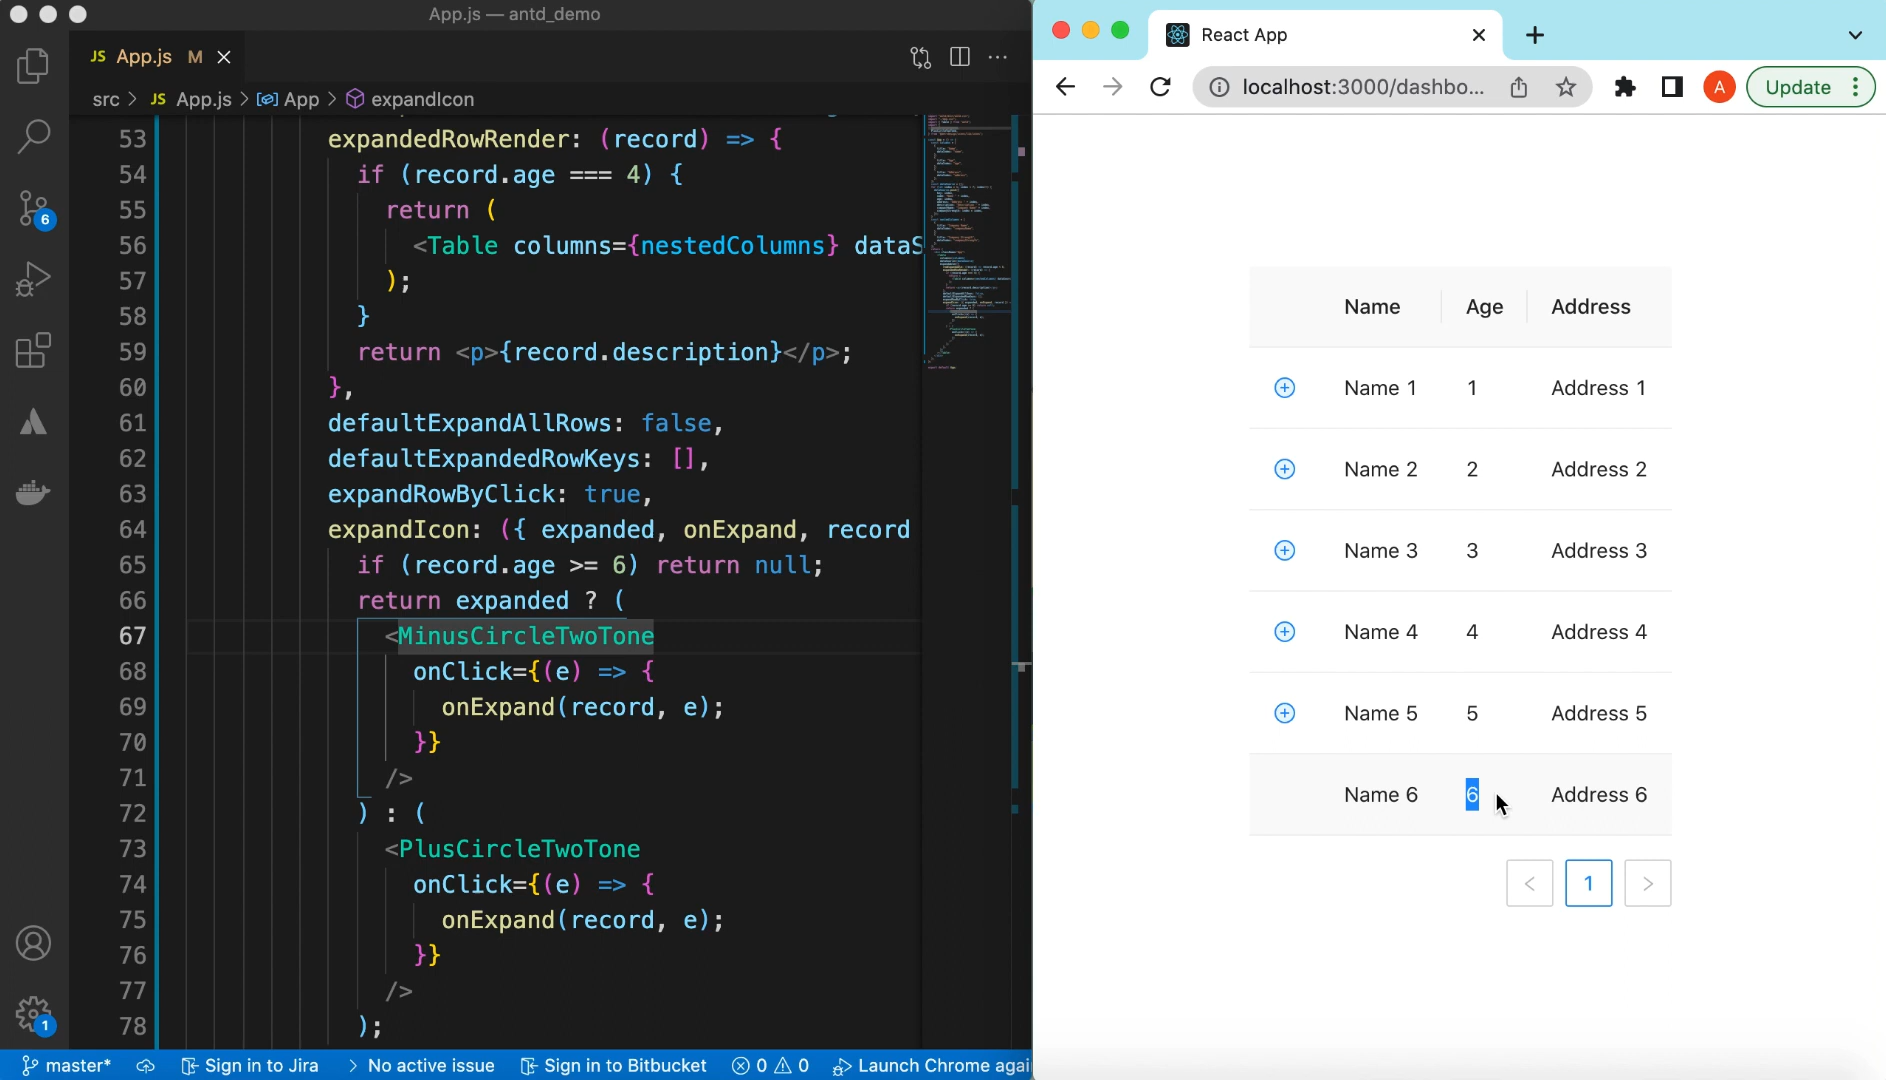 App.js — antd_demo
JS App.js M
src > JS App.js > App > expandIcon
53 expandedRowRender: (record) => {
54 if (record.age === 4) {
55 return (
56 <Table columns={nestedColumns} dataS
57 );
58 }
59 return <p>{record.description}</p>;
60 },
61 defaultExpandAllRows: false,
62 defaultExpandedRowKeys: [],
63 expandRowByClick: true,
64 expandIcon: ({ expanded, onExpand, record
65 if (record.age >= 6) return null;
66 return expanded ? (
67 <MinusCircleTwoTone
68 onClick={(e) => {
69 onExpand(record, e);
70 }}
71 />
72 ) : (
73 <PlusCircleTwoTone
74 onClick={(e) => {
75 onExpand(record, e);
76 }}
77 />
78 );
6
1
master* Sign in to Jira > No active issue Sign in to Bitbucket 0 0 Launch Chrome agai
React App
localhost:3000/dashbo... A Update
Name Age Address
Name 1 1 Address 1
Name 2 2 Address 2
Name 3 3 Address 3
Name 4 4 Address 4
Name 5 5 Address 5
Name 6 6 Address 6
< 1 >